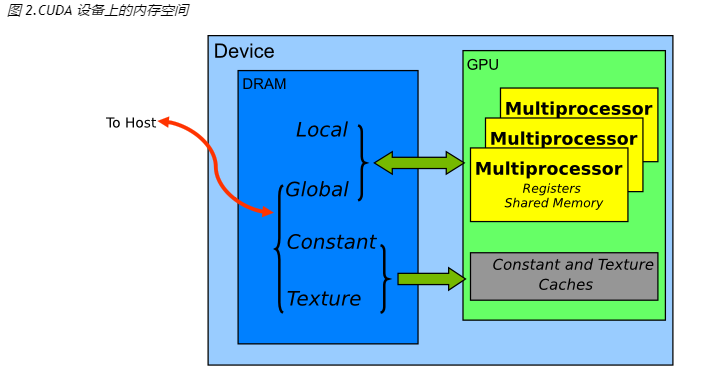 图 2.CUDA 设备上的内存空间
Device
DRAM
GPU
To Host
Local
Global
Constant
Texture
Multiprocessor
Multiprocessor
Multiprocessor
Registers
Shared Memory
Constant and Texture
Caches